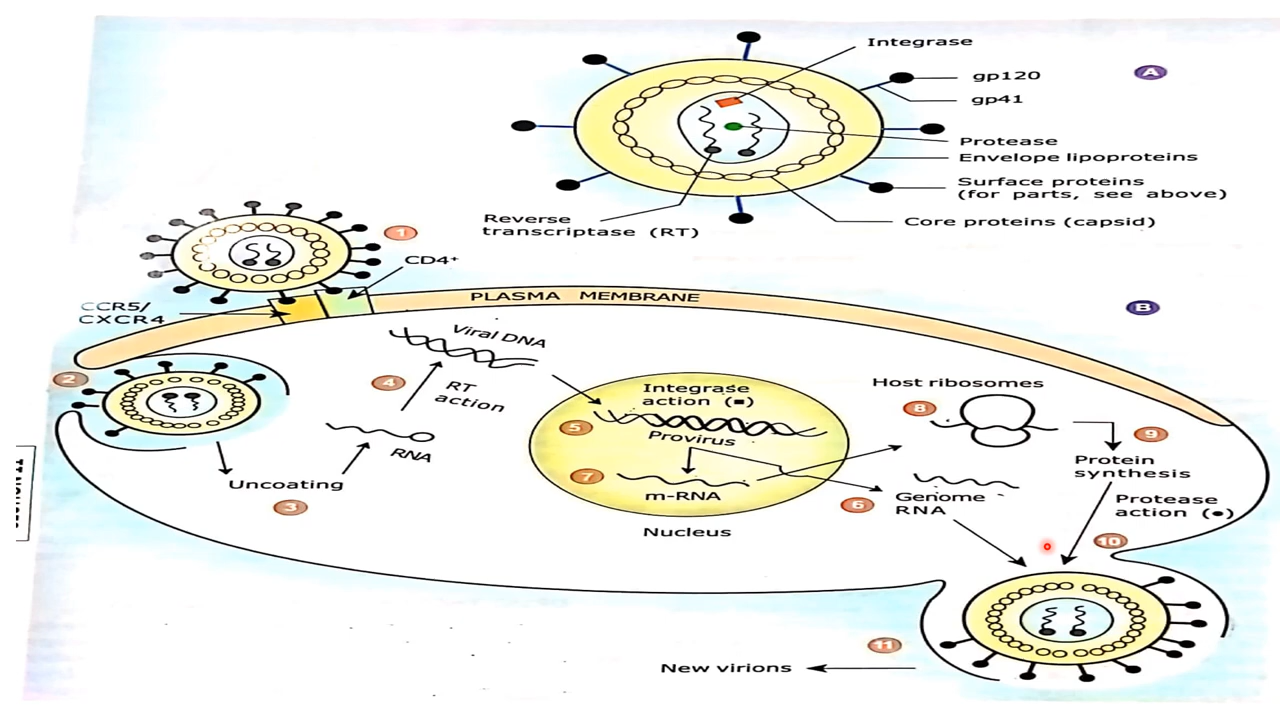 Integrase
gp120
A
gp41
Protease
Envelope lipoproteins
Surface proteins
(for parts, see above)
Reverse
transcriptase (RT)
Core proteins (capsid)
1
CD4+
CCR5/
CXCR4
PLASMA MEMBRANE
B
2
Viral DNA
4
RT
action
RNA
Uncoating
3
Integrase
action (■)
5
Provirus
7
m-RNA
Nucleus
Host ribosomes
8
9
Protein
synthesis
6
Genome
RNA
Protease
action (●)
10
11
New virions